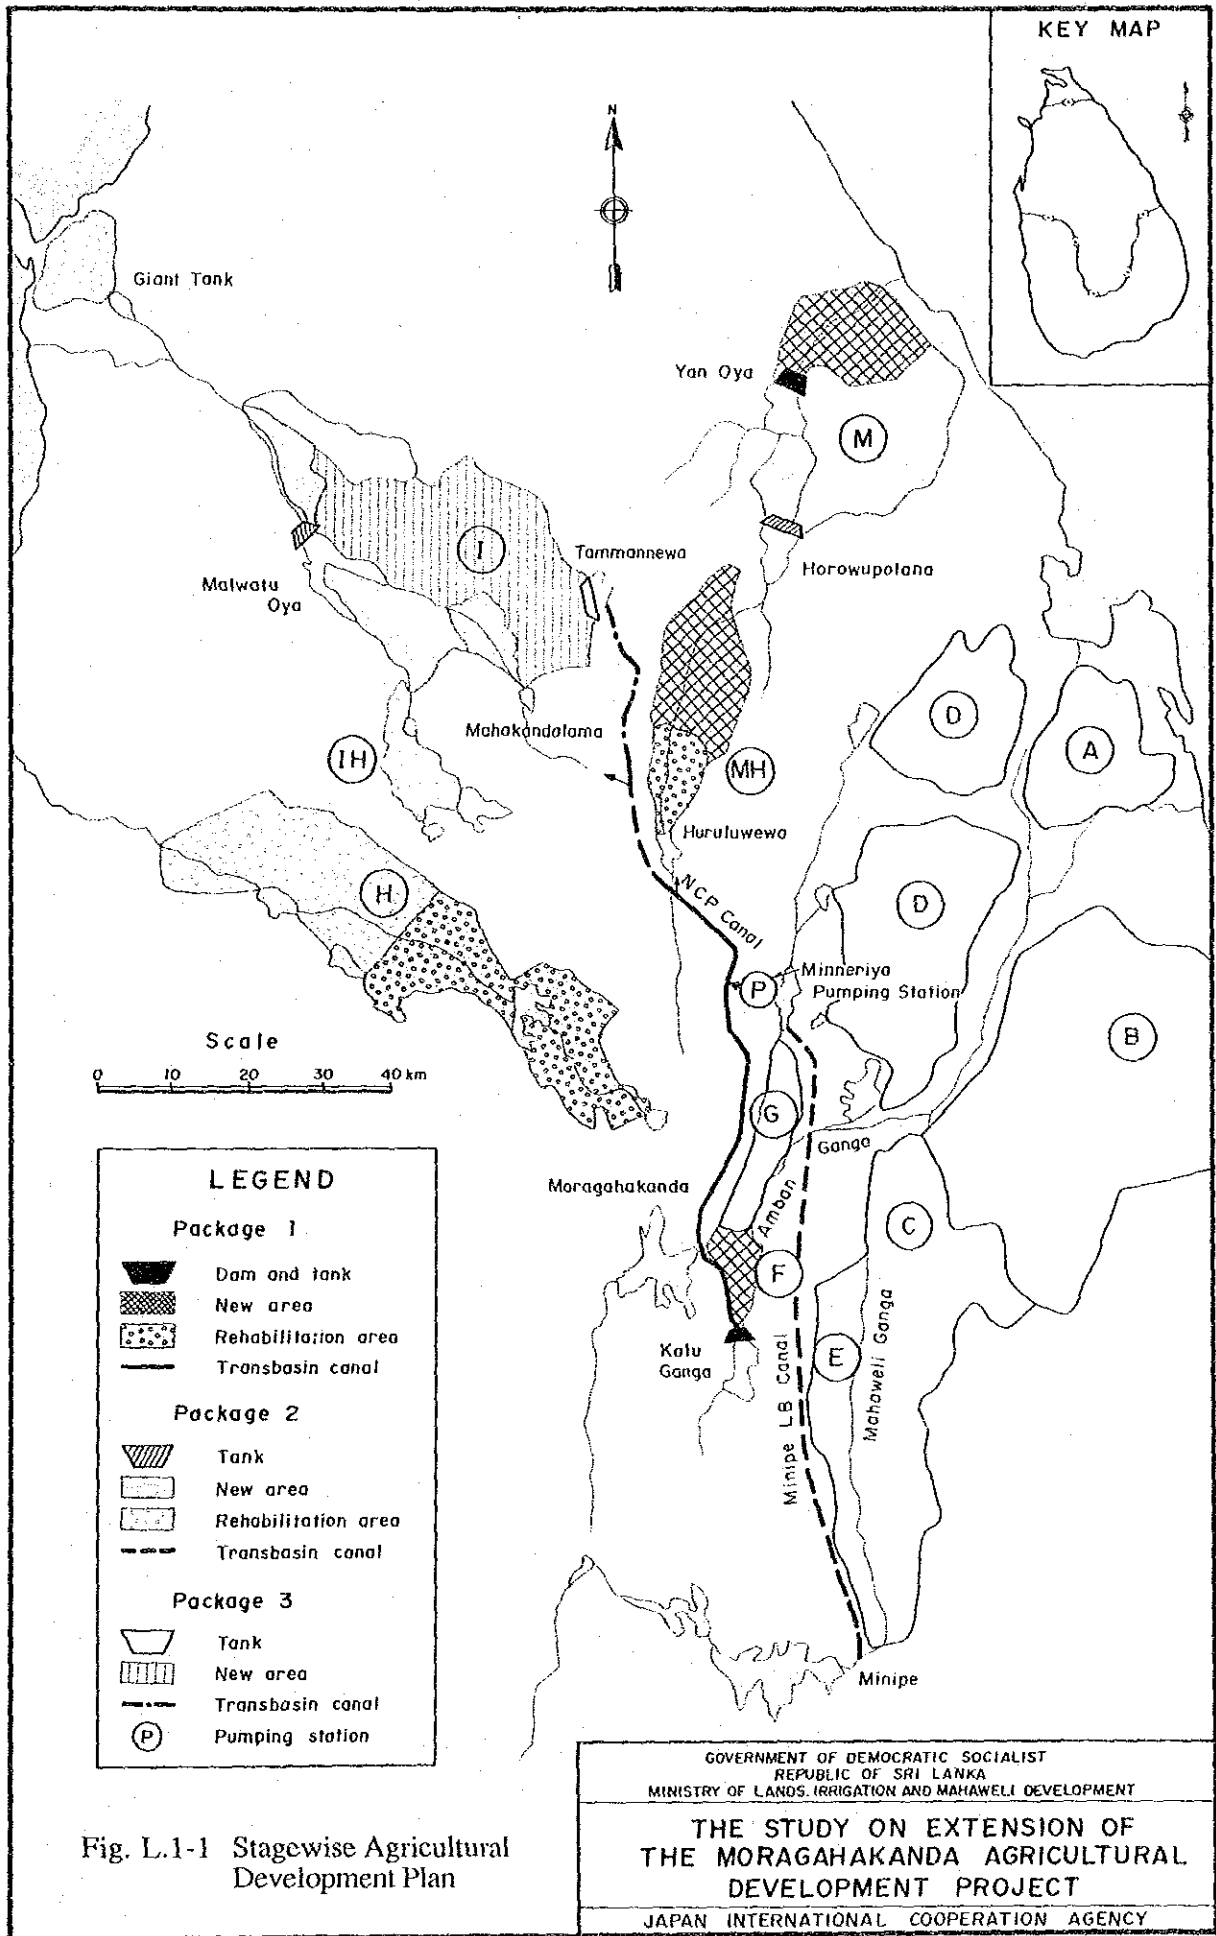 KEY MAP
N
Giant Tank
Yan Oya
M
I
Tammannewa
Horowupotana
Malwatu
Oya
D
A
Mahakandalama
IH
MH
Huruluwewa
H
NCP Canal
D
Minneriya
P
Pumping Station
B
Scale
0 10 20 30 40 km
G
Ganga
Moragahakanda
Amban
C
F
Kalu
Ganga
E
Minipe LB Canal
Mahaweli Ganga
Minipe
LEGEND
Package 1
Dam and tank
New area
Rehabilitation area
Transbasin canal
Package 2
Tank
New area
Rehabilitation area
Transbasin canal
Package 3
Tank
New area
Transbasin canal
P Pumping station
Fig. L.1-1 Stagewise Agricultural
Development Plan
GOVERNMENT OF DEMOCRATIC SOCIALIST
REPUBLIC OF SRI LANKA
MINISTRY OF LANDS, IRRIGATION AND MAHAWELI DEVELOPMENT
THE STUDY ON EXTENSION OF
THE MORAGAHAKANDA AGRICULTURAL
DEVELOPMENT PROJECT
JAPAN INTERNATIONAL COOPERATION AGENCY